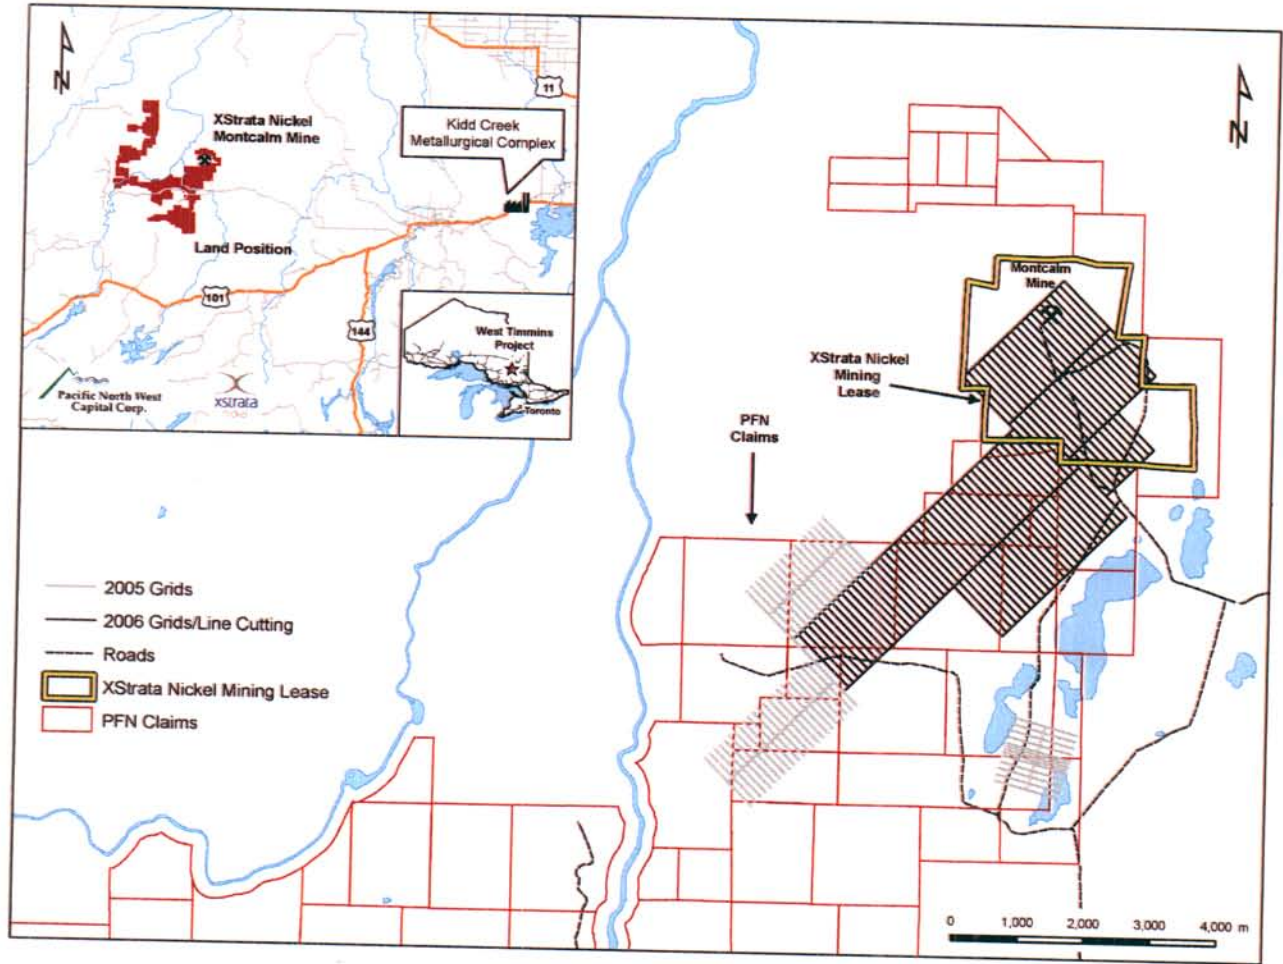 N
11
XStrata Nickel
Montcalm Mine
Kidd Creek
Metallurgical Complex
Land Position
101
144
West Timmins
Project
Toronto
Pacific North West
Capital Corp.
xstrata
N
Montcalm
Mine
XStrata Nickel
Mining
Lease
PFN
Claims
2005 Grids
2006 Grids/Line Cutting
Roads
XStrata Nickel Mining Lease
PFN Claims
0 1,000 2,000 3,000 4,000 m